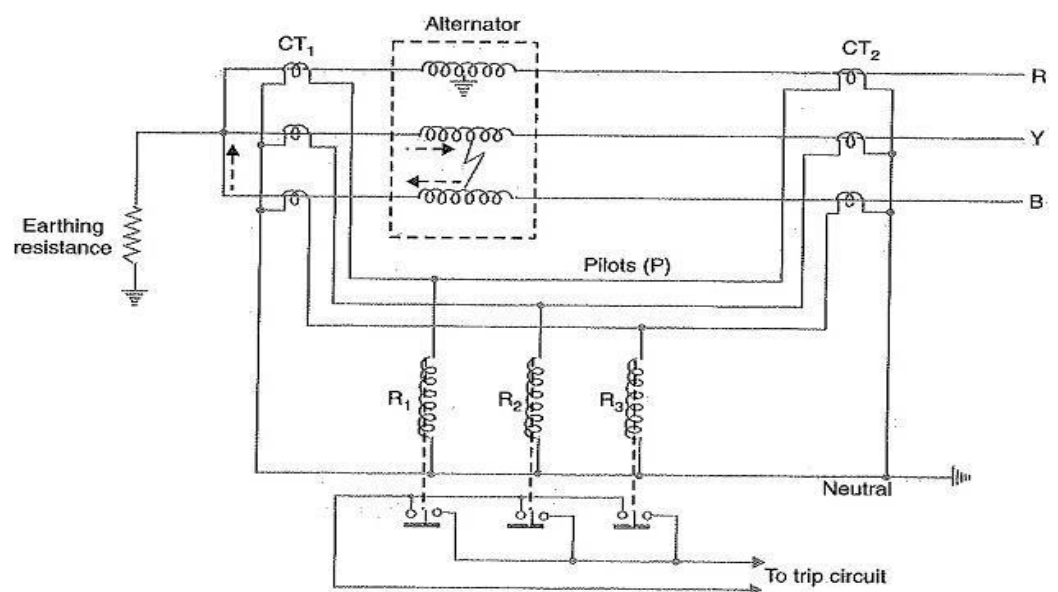 Alternator
CT1
CT2
R
Y
B
Earthing
resistance
Pilots (P)
R1
R2
R3
Neutral
To trip circuit